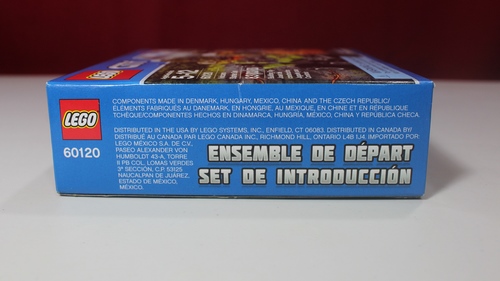 LEGO
5-12
LEGO
60120
COMPONENTS MADE IN DENMARK, HUNGARY, MEXICO, CHINA AND THE CZECH REPUBLIC/
ÉLÉMENTS FABRIQUÉS AU DANEMARK, EN HONGRIE, AU MEXIQUE, EN CHINE ET EN RÉPUBLIQUE
TCHÈQUE/COMPONENTES HECHOS EN DINAMARCA, HUNGRÍA, MÉXICO, CHINA Y REPÚBLICA CHECA.
DISTRIBUTED IN THE USA BY LEGO SYSTEMS, INC., ENFIELD, CT 06083. DISTRIBUTED IN CANADA BY/
DISTRIBUÉ AU CANADA PAR LEGO CANADA INC., RICHMOND HILL, ONTARIO L4B 1J4. IMPORTADO POR
LEGO MÉXICO S.A. DE C.V.,
PASEO ALEXANDER VON
HUMBOLDT 43-A, TORRE
II PB COL. LOMAS VERDES
3ª SECCIÓN, C.P. 53125
NAUCALPAN DE JUÁREZ,
ESTADO DE MÉXICO,
MÉXICO.
ENSEMBLE DE DÉPART
SET DE INTRODUCCIÓN